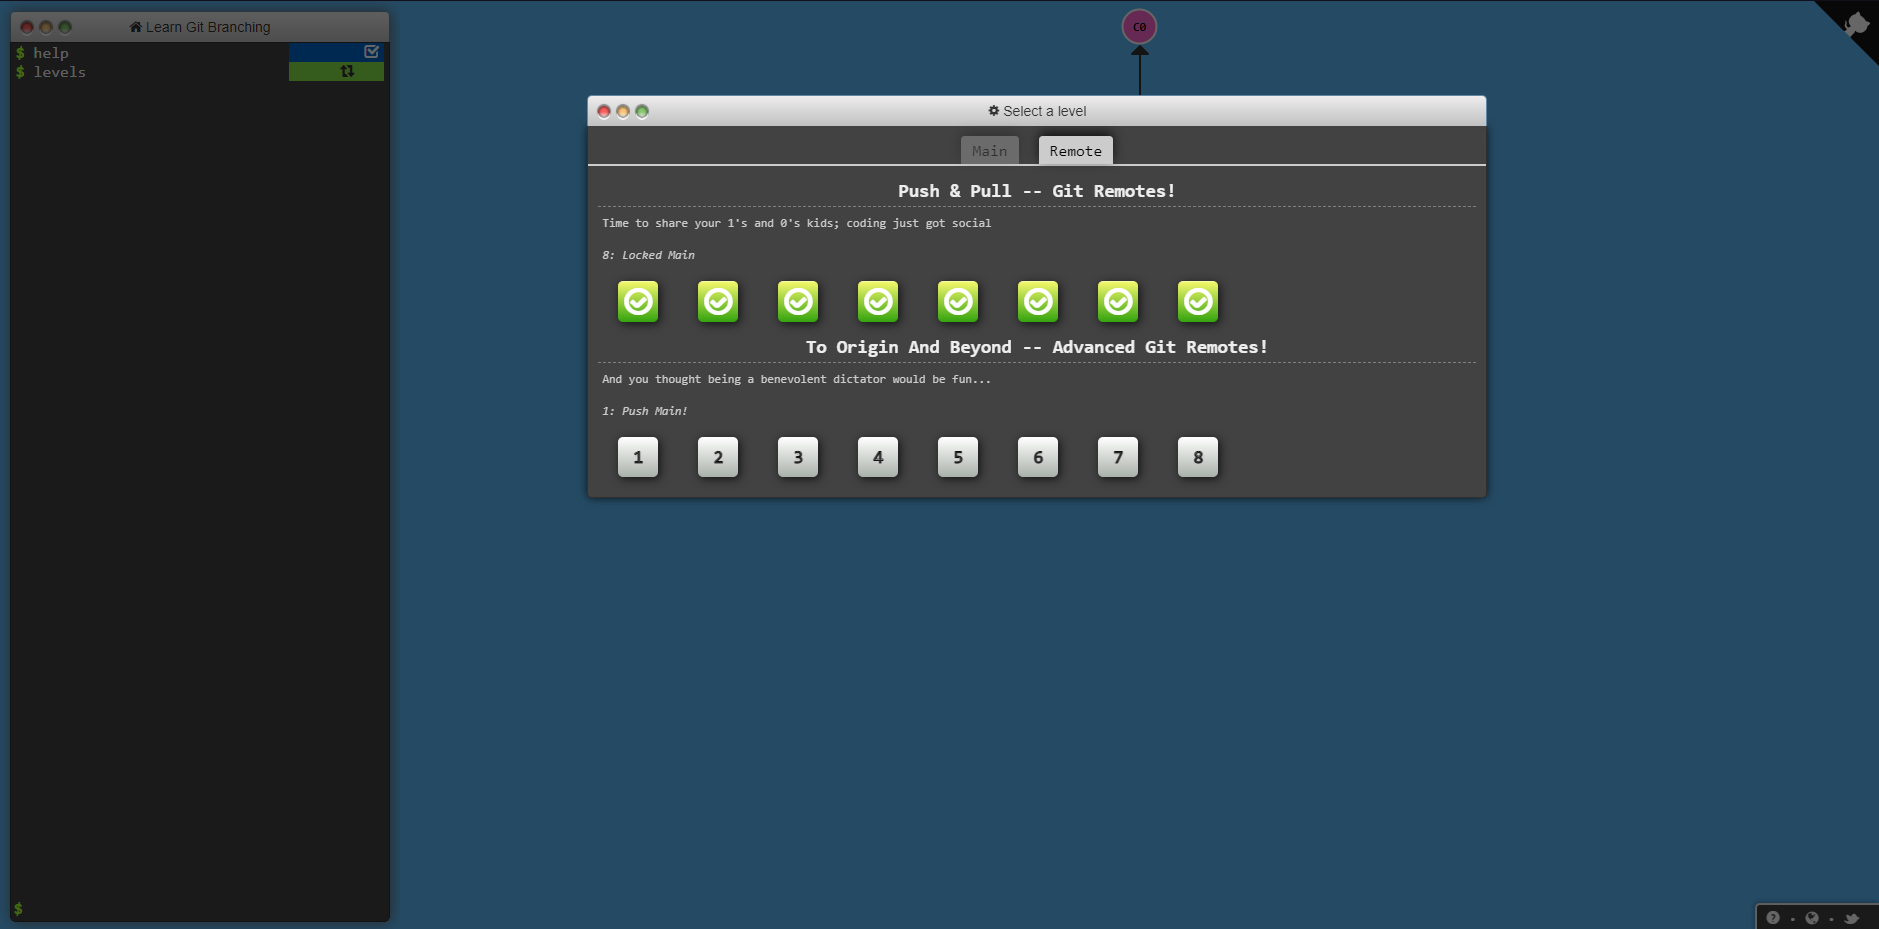 Learn Git Branching
$ help
$ levels
$
C0
Select a level
Main Remote
Push & Pull -- Git Remotes!
Time to share your 1's and 0's kids; coding just got social
8: Locked Main
To Origin And Beyond -- Advanced Git Remotes!
And you thought being a benevolent dictator would be fun...
1: Push Main!
1 2 3 4 5 6 7 8